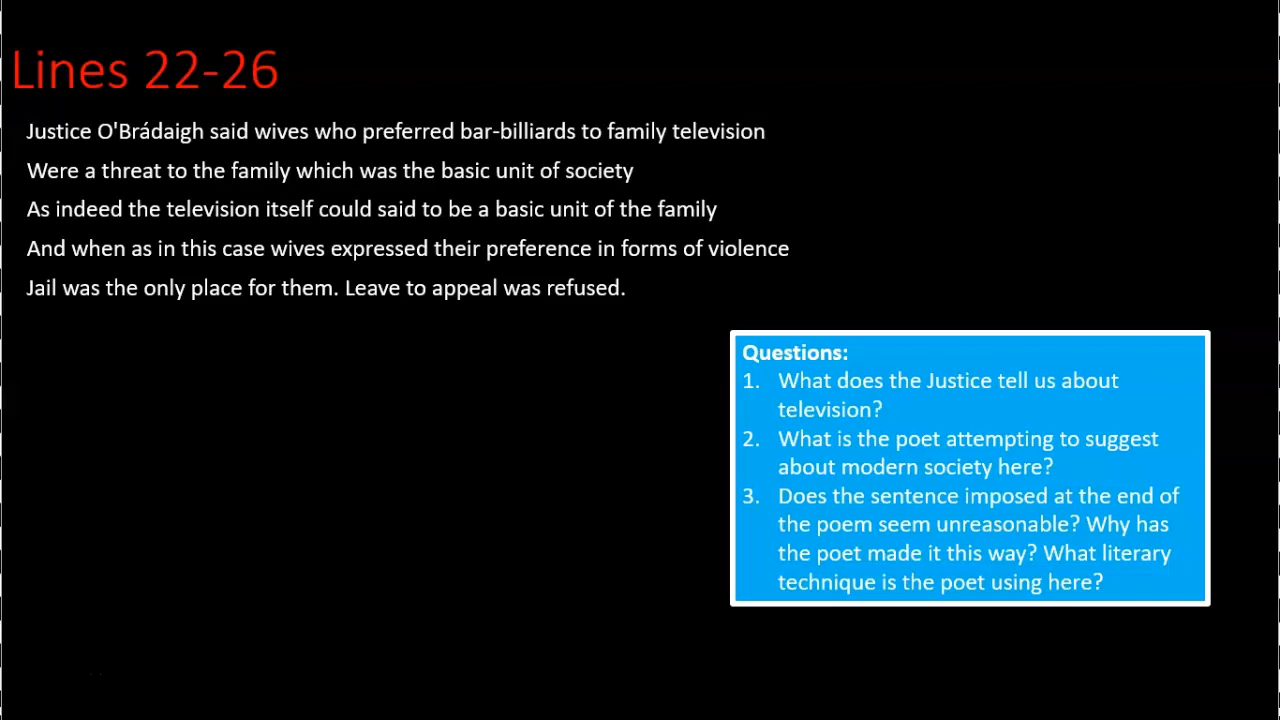 Lines 22-26
Justice O'Brádaigh said wives who preferred bar-billiards to family television
Were a threat to the family which was the basic unit of society
As indeed the television itself could said to be a basic unit of the family
And when as in this case wives expressed their preference in forms of violence
Jail was the only place for them. Leave to appeal was refused.
Questions:
1. What does the Justice tell us about
television?
2. What is the poet attempting to suggest
about modern society here?
3. Does the sentence imposed at the end of
the poem seem unreasonable? Why has
the poet made it this way? What literary
technique is the poet using here?